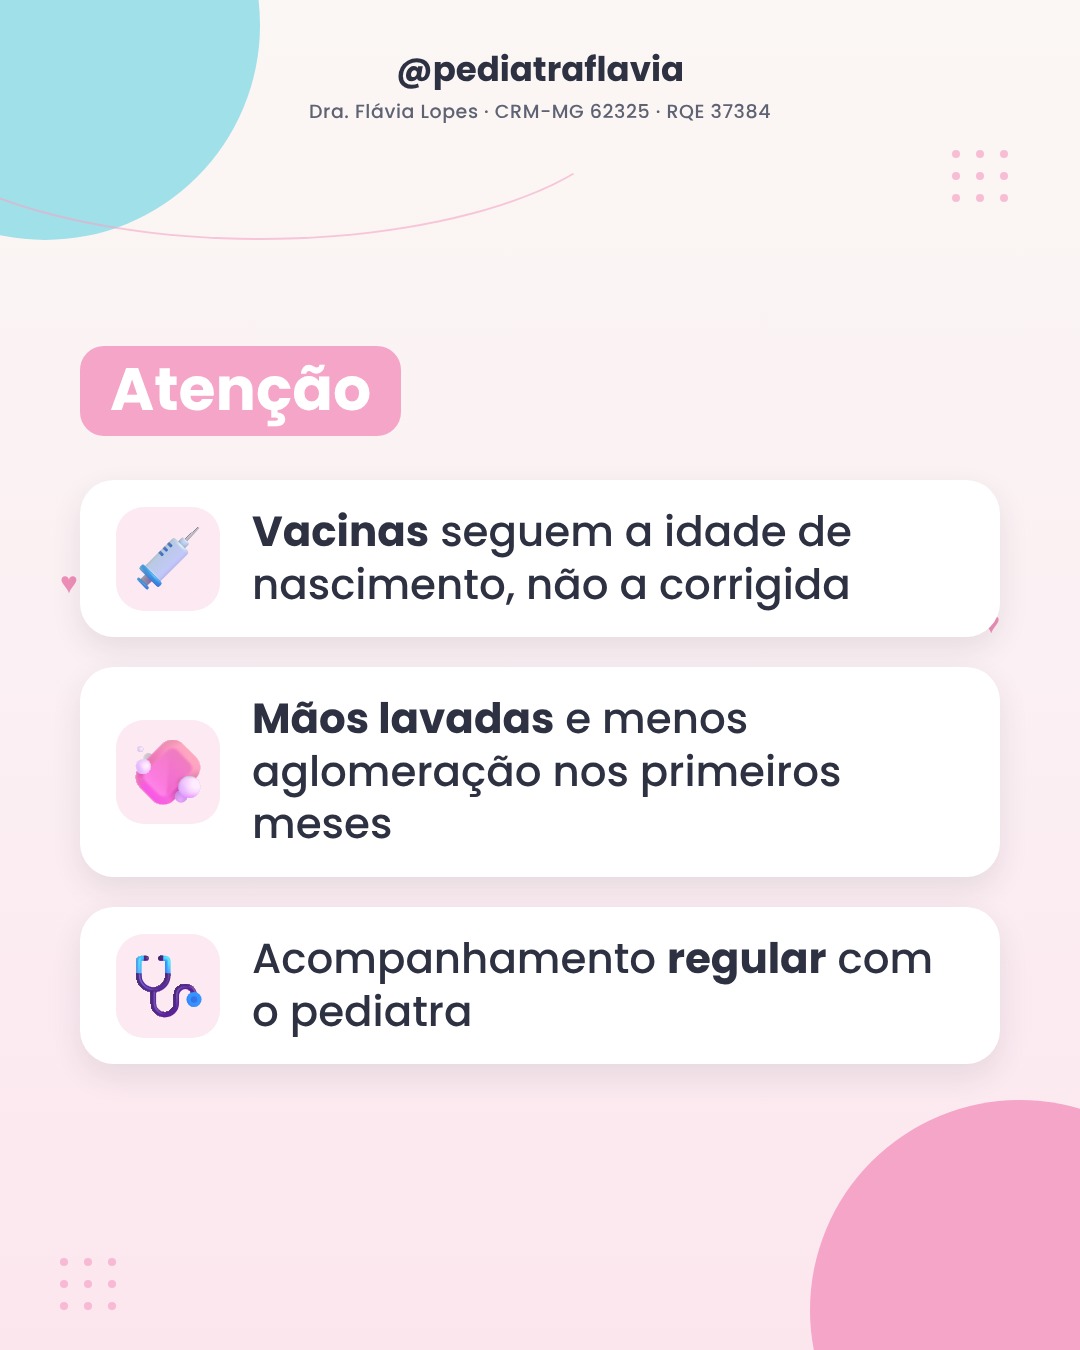 @pediatraflavia
Dra. Flávia Lopes · CRM-MG 62325 · RQE 37384
Atenção
Vacinas seguem a idade de
nascimento, não a corrigida
Mãos lavadas e menos
aglomeração nos primeiros
meses
Acompanhamento regular com
o pediatra